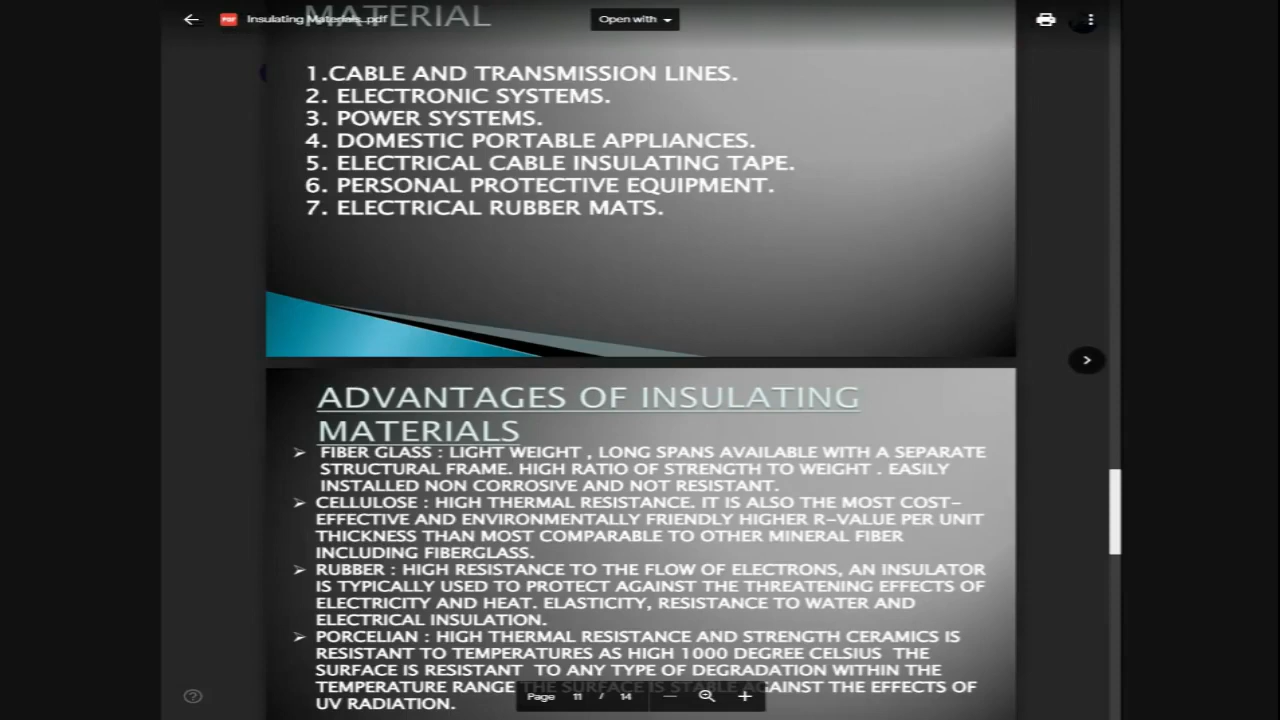 MATERIAL
Insulating Materials .pdf
Open with
1.CABLE AND TRANSMISSION LINES.
2. ELECTRONIC SYSTEMS.
3. POWER SYSTEMS.
4. DOMESTIC PORTABLE APPLIANCES.
5. ELECTRICAL CABLE INSULATING TAPE.
6. PERSONAL PROTECTIVE EQUIPMENT.
7. ELECTRICAL RUBBER MATS.
ADVANTAGES OF INSULATING
MATERIALS
➢ FIBER GLASS : LIGHT WEIGHT , LONG SPANS AVAILABLE WITH A SEPARATE
STRUCTURAL FRAME. HIGH RATIO OF STRENGTH TO WEIGHT . EASILY
INSTALLED NON CORROSIVE AND NOT RESISTANT.
➢ CELLULOSE : HIGH THERMAL RESISTANCE. IT IS ALSO THE MOST COST-
EFFECTIVE AND ENVIRONMENTALLY FRIENDLY HIGHER R-VALUE PER UNIT
THICKNESS THAN MOST COMPARABLE TO OTHER MINERAL FIBER
INCLUDING FIBERGLASS.
➢ RUBBER : HIGH RESISTANCE TO THE FLOW OF ELECTRONS, AN INSULATOR
IS TYPICALLY USED TO PROTECT AGAINST THE THREATENING EFFECTS OF
ELECTRICITY AND HEAT. ELASTICITY, RESISTANCE TO WATER AND
ELECTRICAL INSULATION.
➢ PORCELIAN : HIGH THERMAL RESISTANCE AND STRENGTH CERAMICS IS
RESISTANT TO TEMPERATURES AS HIGH 1000 DEGREE CELSIUS THE
SURFACE IS RESISTANT TO ANY TYPE OF DEGRADATION WITHIN THE
TEMPERATURE RANGE THE SURFACE IS STABLE AGAINST THE EFFECTS OF
UV RADIATION.
Page 11 / 14